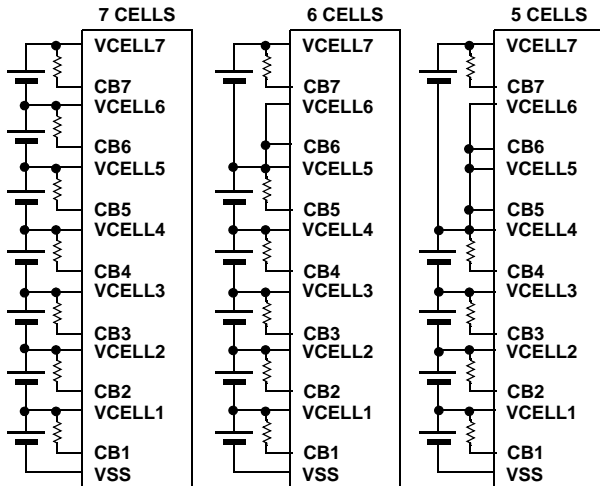 7 CELLS
VCELL7
CB7
VCELL6
CB6
VCELL5
CB5
VCELL4
CB4
VCELL3
CB3
VCELL2
CB2
VCELL1
CB1
VSS
6 CELLS
VCELL7
CB7
VCELL6
CB6
VCELL5
CB5
VCELL4
CB4
VCELL3
CB3
VCELL2
CB2
VCELL1
CB1
VSS
5 CELLS
VCELL7
CB7
VCELL6
CB6
VCELL5
CB5
VCELL4
CB4
VCELL3
CB3
VCELL2
CB2
VCELL1
CB1
VSS